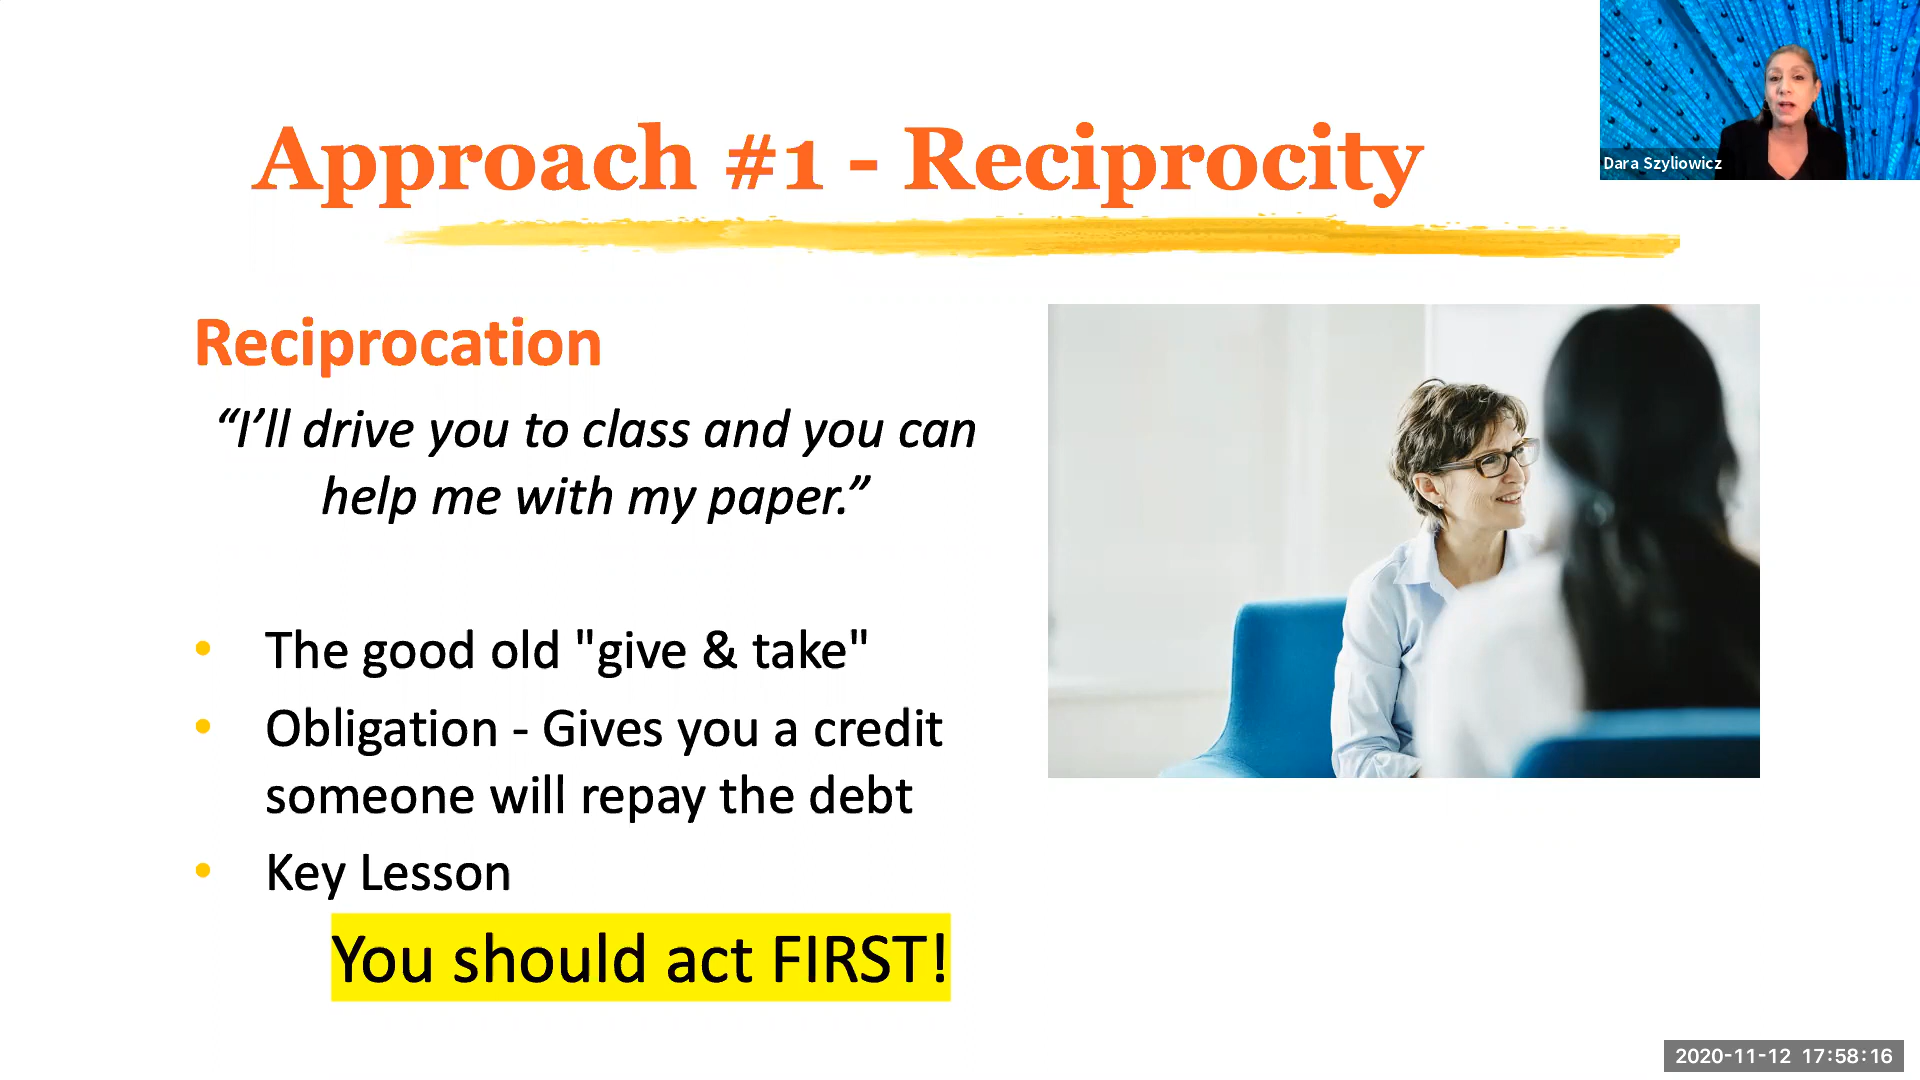 Approach #1 - Reciprocity
Dara Szyliowicz
Reciprocation
“I’ll drive you to class and you can
help me with my paper.”
• The good old "give & take"
• Obligation - Gives you a credit
someone will repay the debt
• Key Lesson
You should act FIRST!
2020-11-12 17:58:16